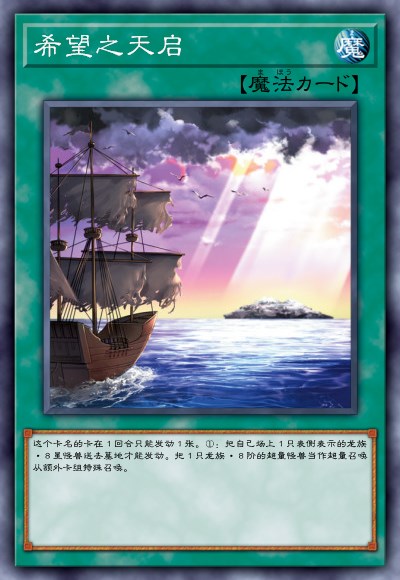 希望之天启
魔
【魔法カード】
まほう
这个卡名的卡在1回合只能发动1张。①：把自己场上1只表侧表示的龙族
·8星怪兽送去墓地才能发动。把1只龙族·8阶的超量怪兽当作超量召唤
从额外卡组特殊召唤。